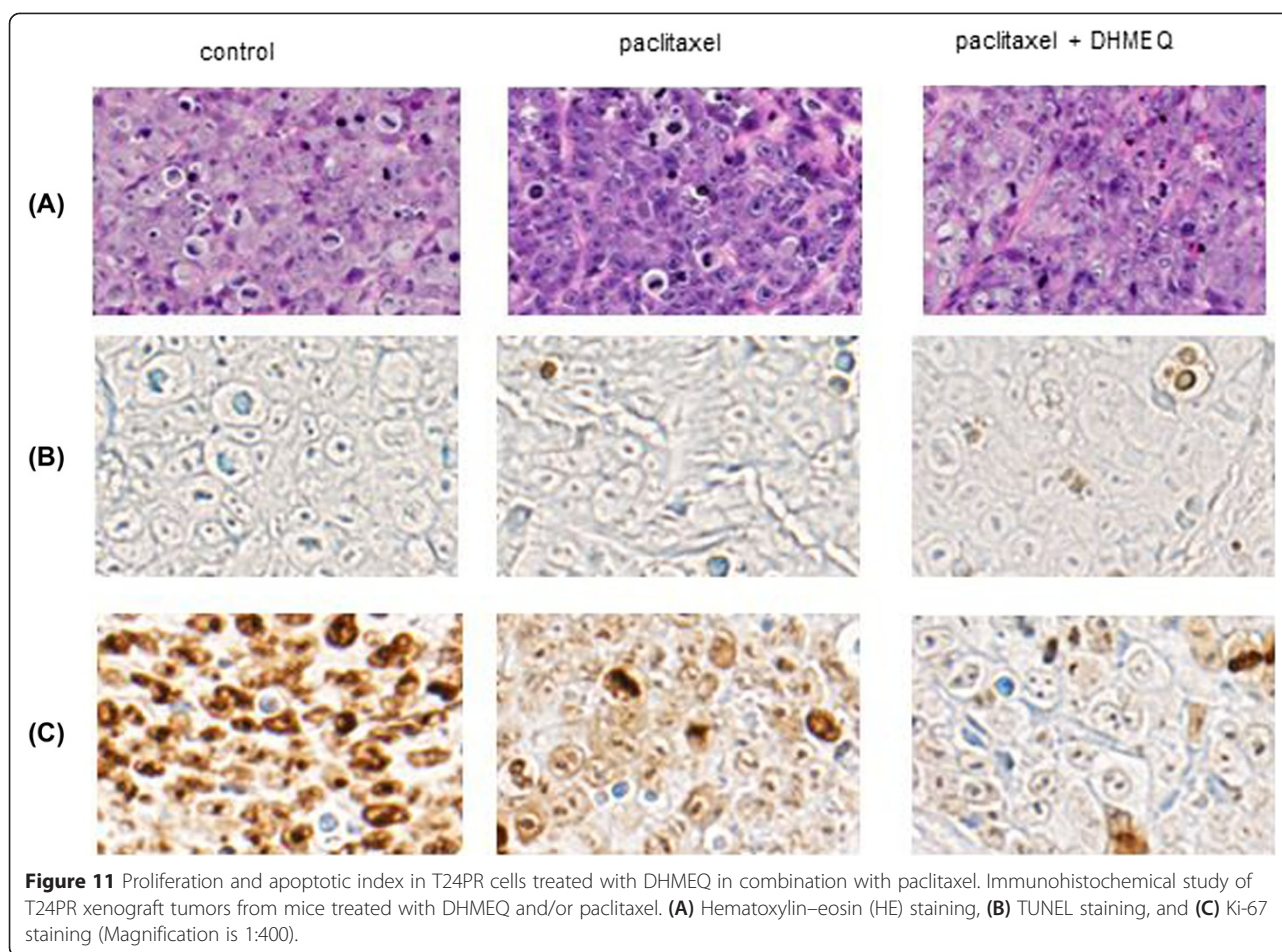 control
paclitaxel
paclitaxel + DHMEQ
(A)
(B)
(C)
Figure 11 Proliferation and apoptotic index in T24PR cells treated with DHMEQ in combination with paclitaxel. Immunohistochemical study of
T24PR xenograft tumors from mice treated with DHMEQ and/or paclitaxel. (A) Hematoxylin–eosin (HE) staining, (B) TUNEL staining, and (C) Ki-67
staining (Magnification is 1:400).